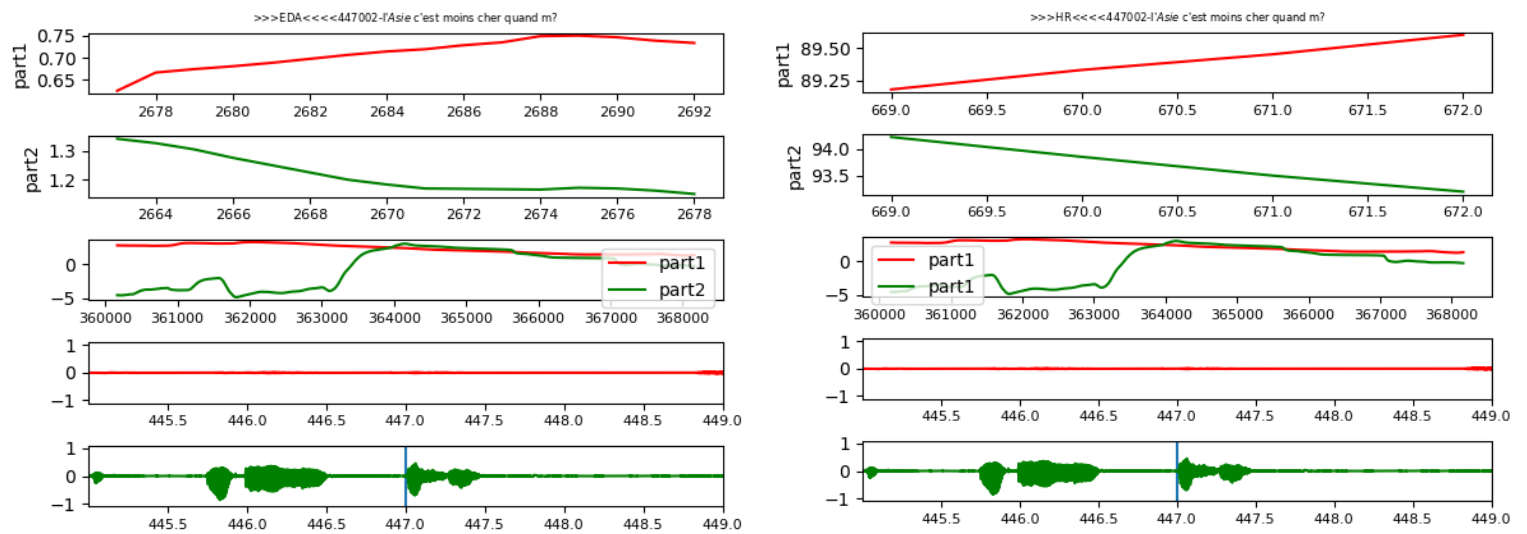 >>>EDA<<<<447002-l'Asie c'est moins cher quand m?
part1
0.75
0.70
0.65
2678 2680 2682 2684 2686 2688 2690 2692
part2
1.3
1.2
2664 2666 2668 2670 2672 2674 2676 2678
0
−5
part1
part2
360000 361000 362000 363000 364000 365000 366000 367000 368000
1
0
−1
445.5 446.0 446.5 447.0 447.5 448.0 448.5 449.0
1
0
−1
445.5 446.0 446.5 447.0 447.5 448.0 448.5 449.0
>>>HR<<<<447002-l'Asie c'est moins cher quand m?
part1
89.50
89.25
669.0 669.5 670.0 670.5 671.0 671.5 672.0
part2
94.0
93.5
669.0 669.5 670.0 670.5 671.0 671.5 672.0
0
−5
part1
part1
360000 361000 362000 363000 364000 365000 366000 367000 368000
1
0
−1
445.5 446.0 446.5 447.0 447.5 448.0 448.5 449.0
1
0
−1
445.5 446.0 446.5 447.0 447.5 448.0 448.5 449.0